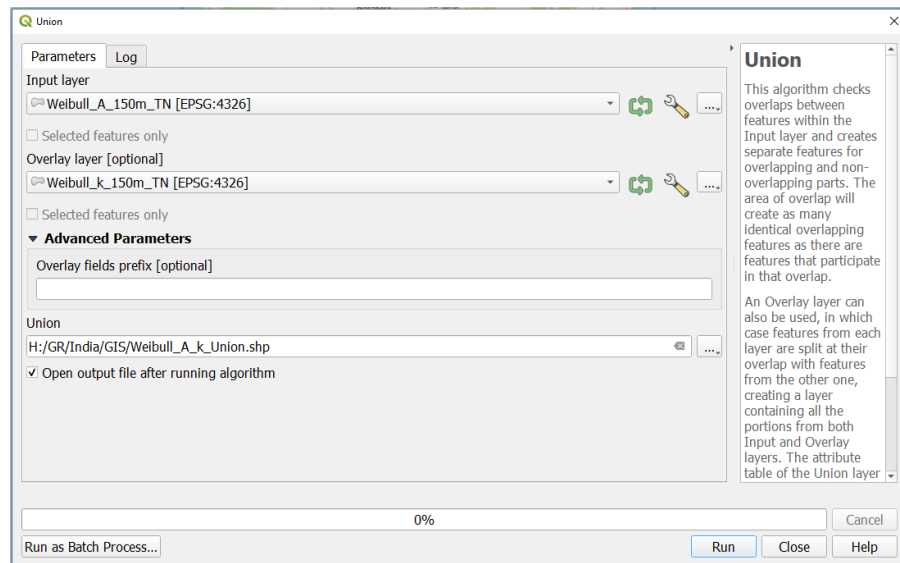 Union
Parameters
Log
Input layer
Weibull_A_150m_TN [EPSG:4326]
...
Selected features only
Overlay layer [optional]
Weibull_k_150m_TN [EPSG:4326]
...
Selected features only
Advanced Parameters
Overlay fields prefix [optional]
Union
H:/GR/India/GIS/Weibull_A_k_Union.shp
...
Open output file after running algorithm
Union
This algorithm checks
overlaps between
features within the
Input layer and creates
separate features for
overlapping and non-
overlapping parts. The
area of overlap will
create as many
identical overlapping
features as there are
features that participate
in that overlap.
An Overlay layer can
also be used, in which
case features from each
layer are split at their
overlap with features
from the other one,
creating a layer
containing all the
portions from both
Input and Overlay
layers. The attribute
table of the Union layer
0%
Cancel
Run as Batch Process...
Run
Close
Help